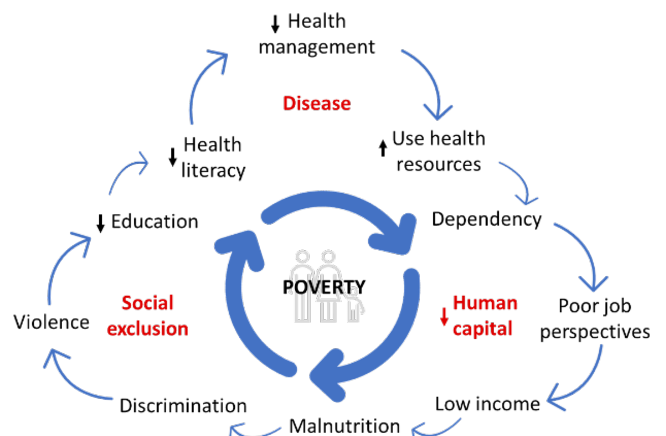 ↓ Health
management
Disease
↓ Health
literacy
↑ Use health
resources
↓ Education
Dependency
POVERTY
Social
exclusion
↓ Human
capital
Violence
Poor job
perspectives
Discrimination
Low income
Malnutrition